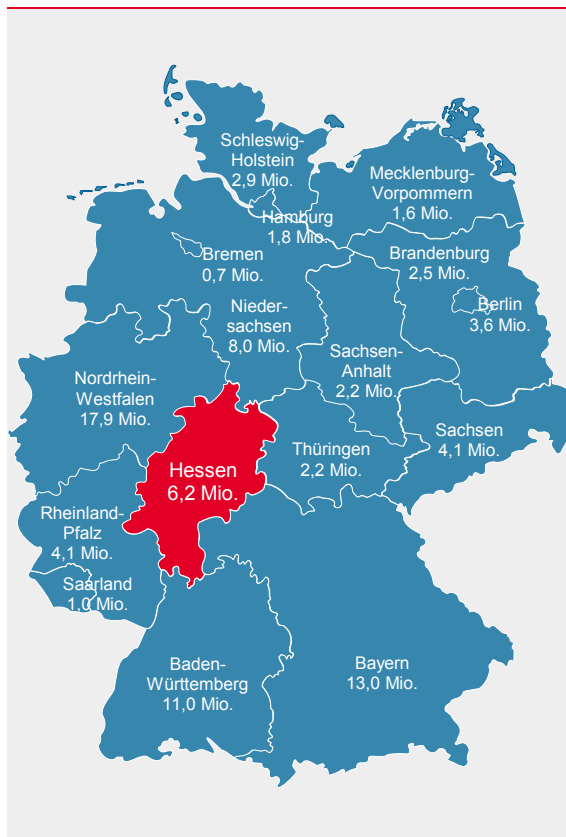 Schleswig-
Holstein
2,9 Mio.
Mecklenburg-
Vorpommern
1,6 Mio.
Hamburg
1,8 Mio.
Bremen
0,7 Mio.
Brandenburg
2,5 Mio.
Berlin
3,6 Mio.
Nieder-
sachsen
8,0 Mio.
Sachsen-
Anhalt
2,2 Mio.
Nordrhein-
Westfalen
17,9 Mio.
Sachsen
4,1 Mio.
Thüringen
2,2 Mio.
Hessen
6,2 Mio.
Rheinland-
Pfalz
4,1 Mio.
Saarland
1,0 Mio.
Baden-
Württemberg
11,0 Mio.
Bayern
13,0 Mio.